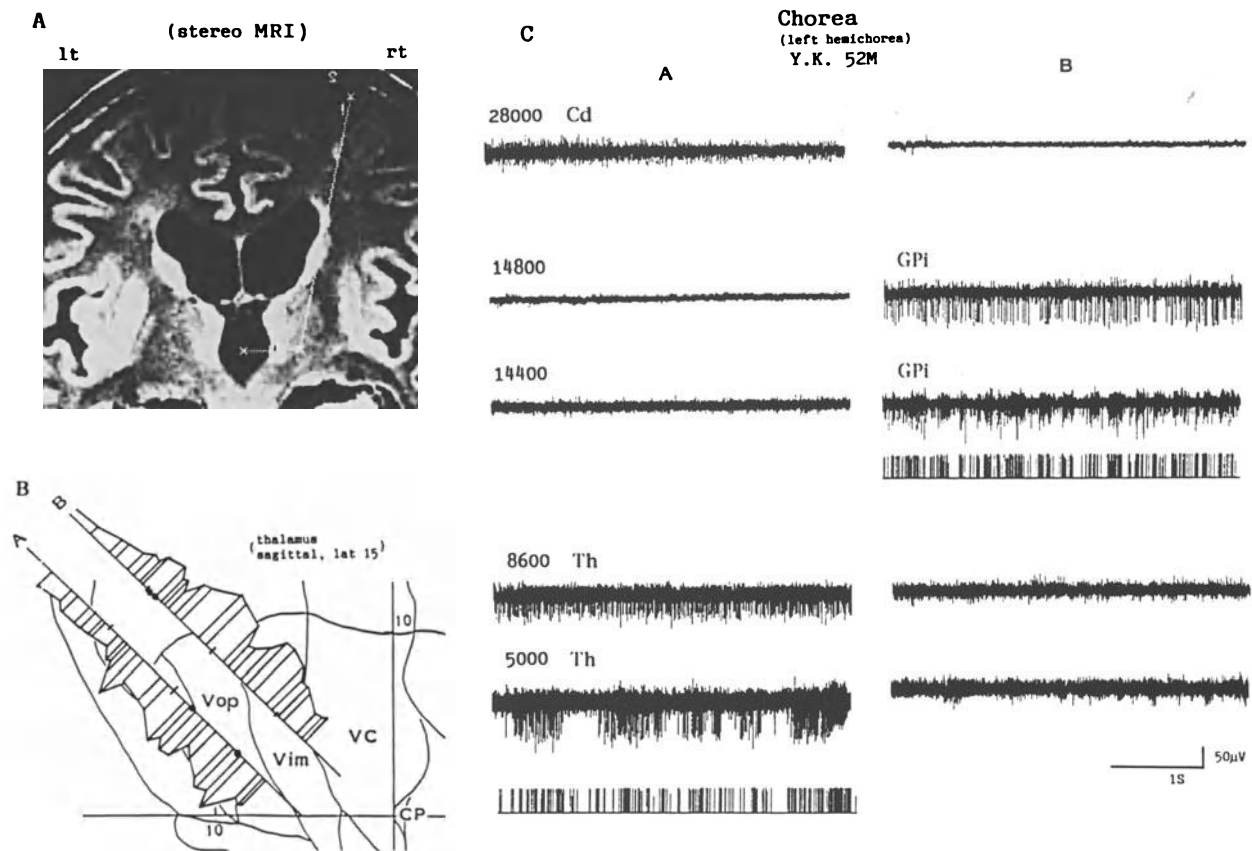 A
(stereo MRI)
lt
rt
C
Chorea
(left hemichorea)
Y.K. 52M
A
B
28000 Cd
14800
GPi
14400
GPi
8600 Th
5000 Th
50μV
1S
B
B
A
(thalamus
sagittal, lat 15)
10
Vop
Vim
VC
CP
10